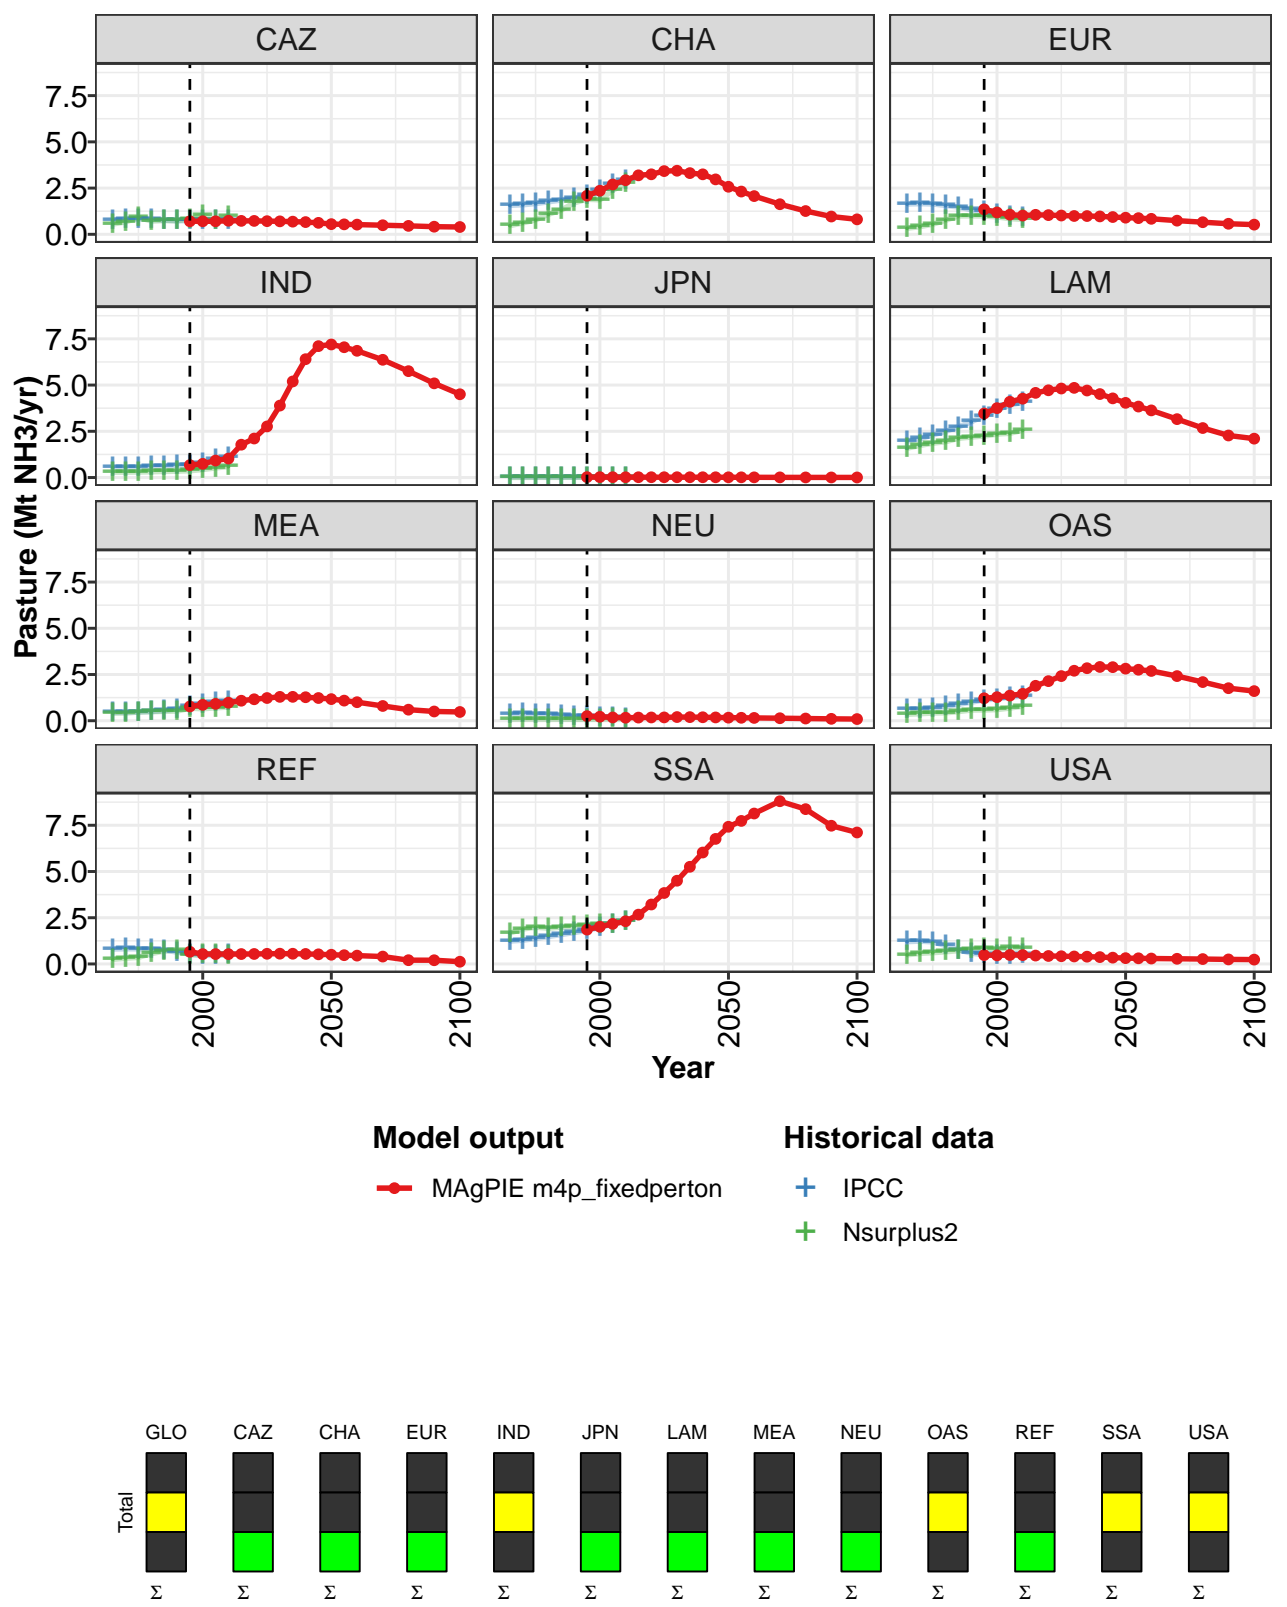 CAZ CHA EUR
7.5
5.0
2.5
0.0
IND JPN LAM
7.5
5.0
2.5
0.0
MEA NEU OAS
7.5
5.0
2.5
0.0
REF SSA USA
7.5
5.0
2.5
0.0
Pasture (Mt NH3/yr)
2000 2050 2100 2000 2050 2100 2000 2050 2100
Year
Model output
MAgPIE m4p_fixedperton
Historical data
IPCC
Nsurplus2
GLO CAZ CHA EUR IND JPN LAM MEA NEU OAS REF SSA USA
Total
Σ Σ Σ Σ Σ Σ Σ Σ Σ Σ Σ Σ Σ